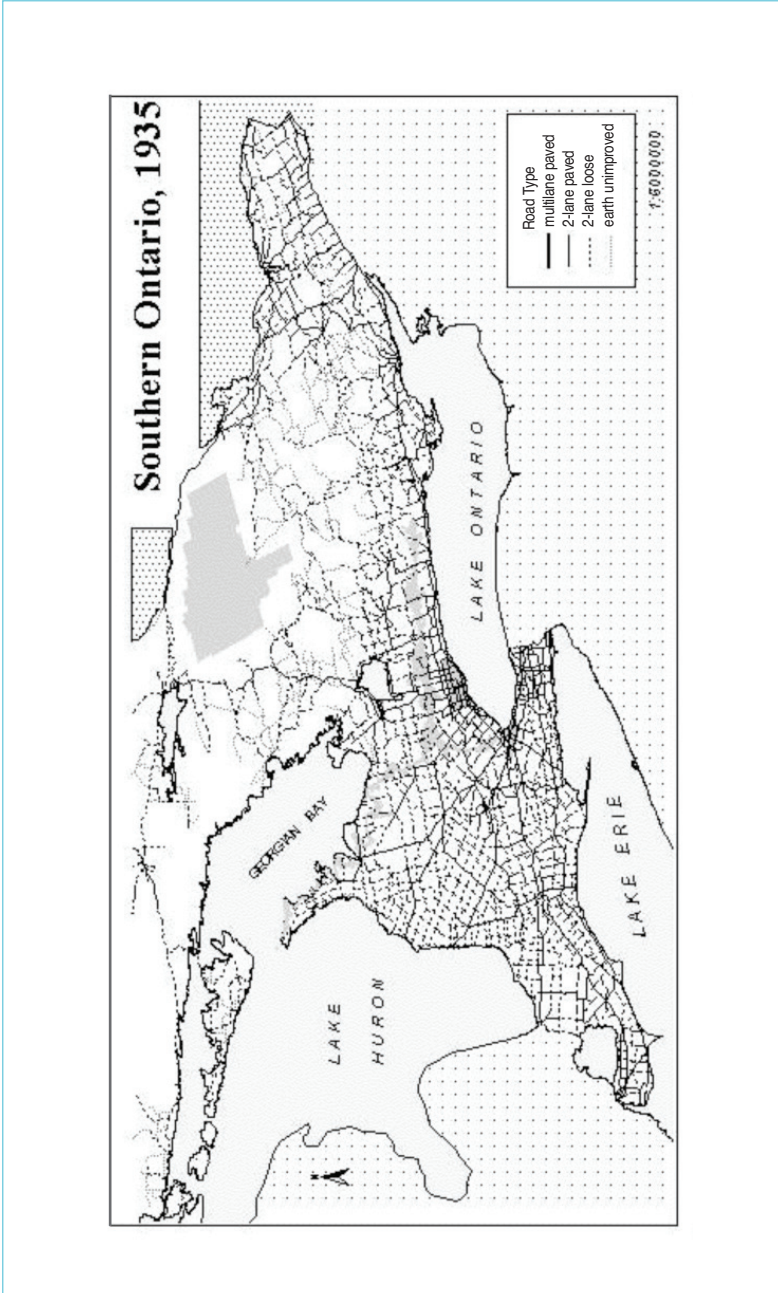 Southern Ontario, 1935
GEORGIAN BAY
LAKE
HURON
LAKE ONTARIO
LAKE ERIE
Road Type
multilane paved
2-lane paved
2-lane loose
earth unimproved
1:6000000